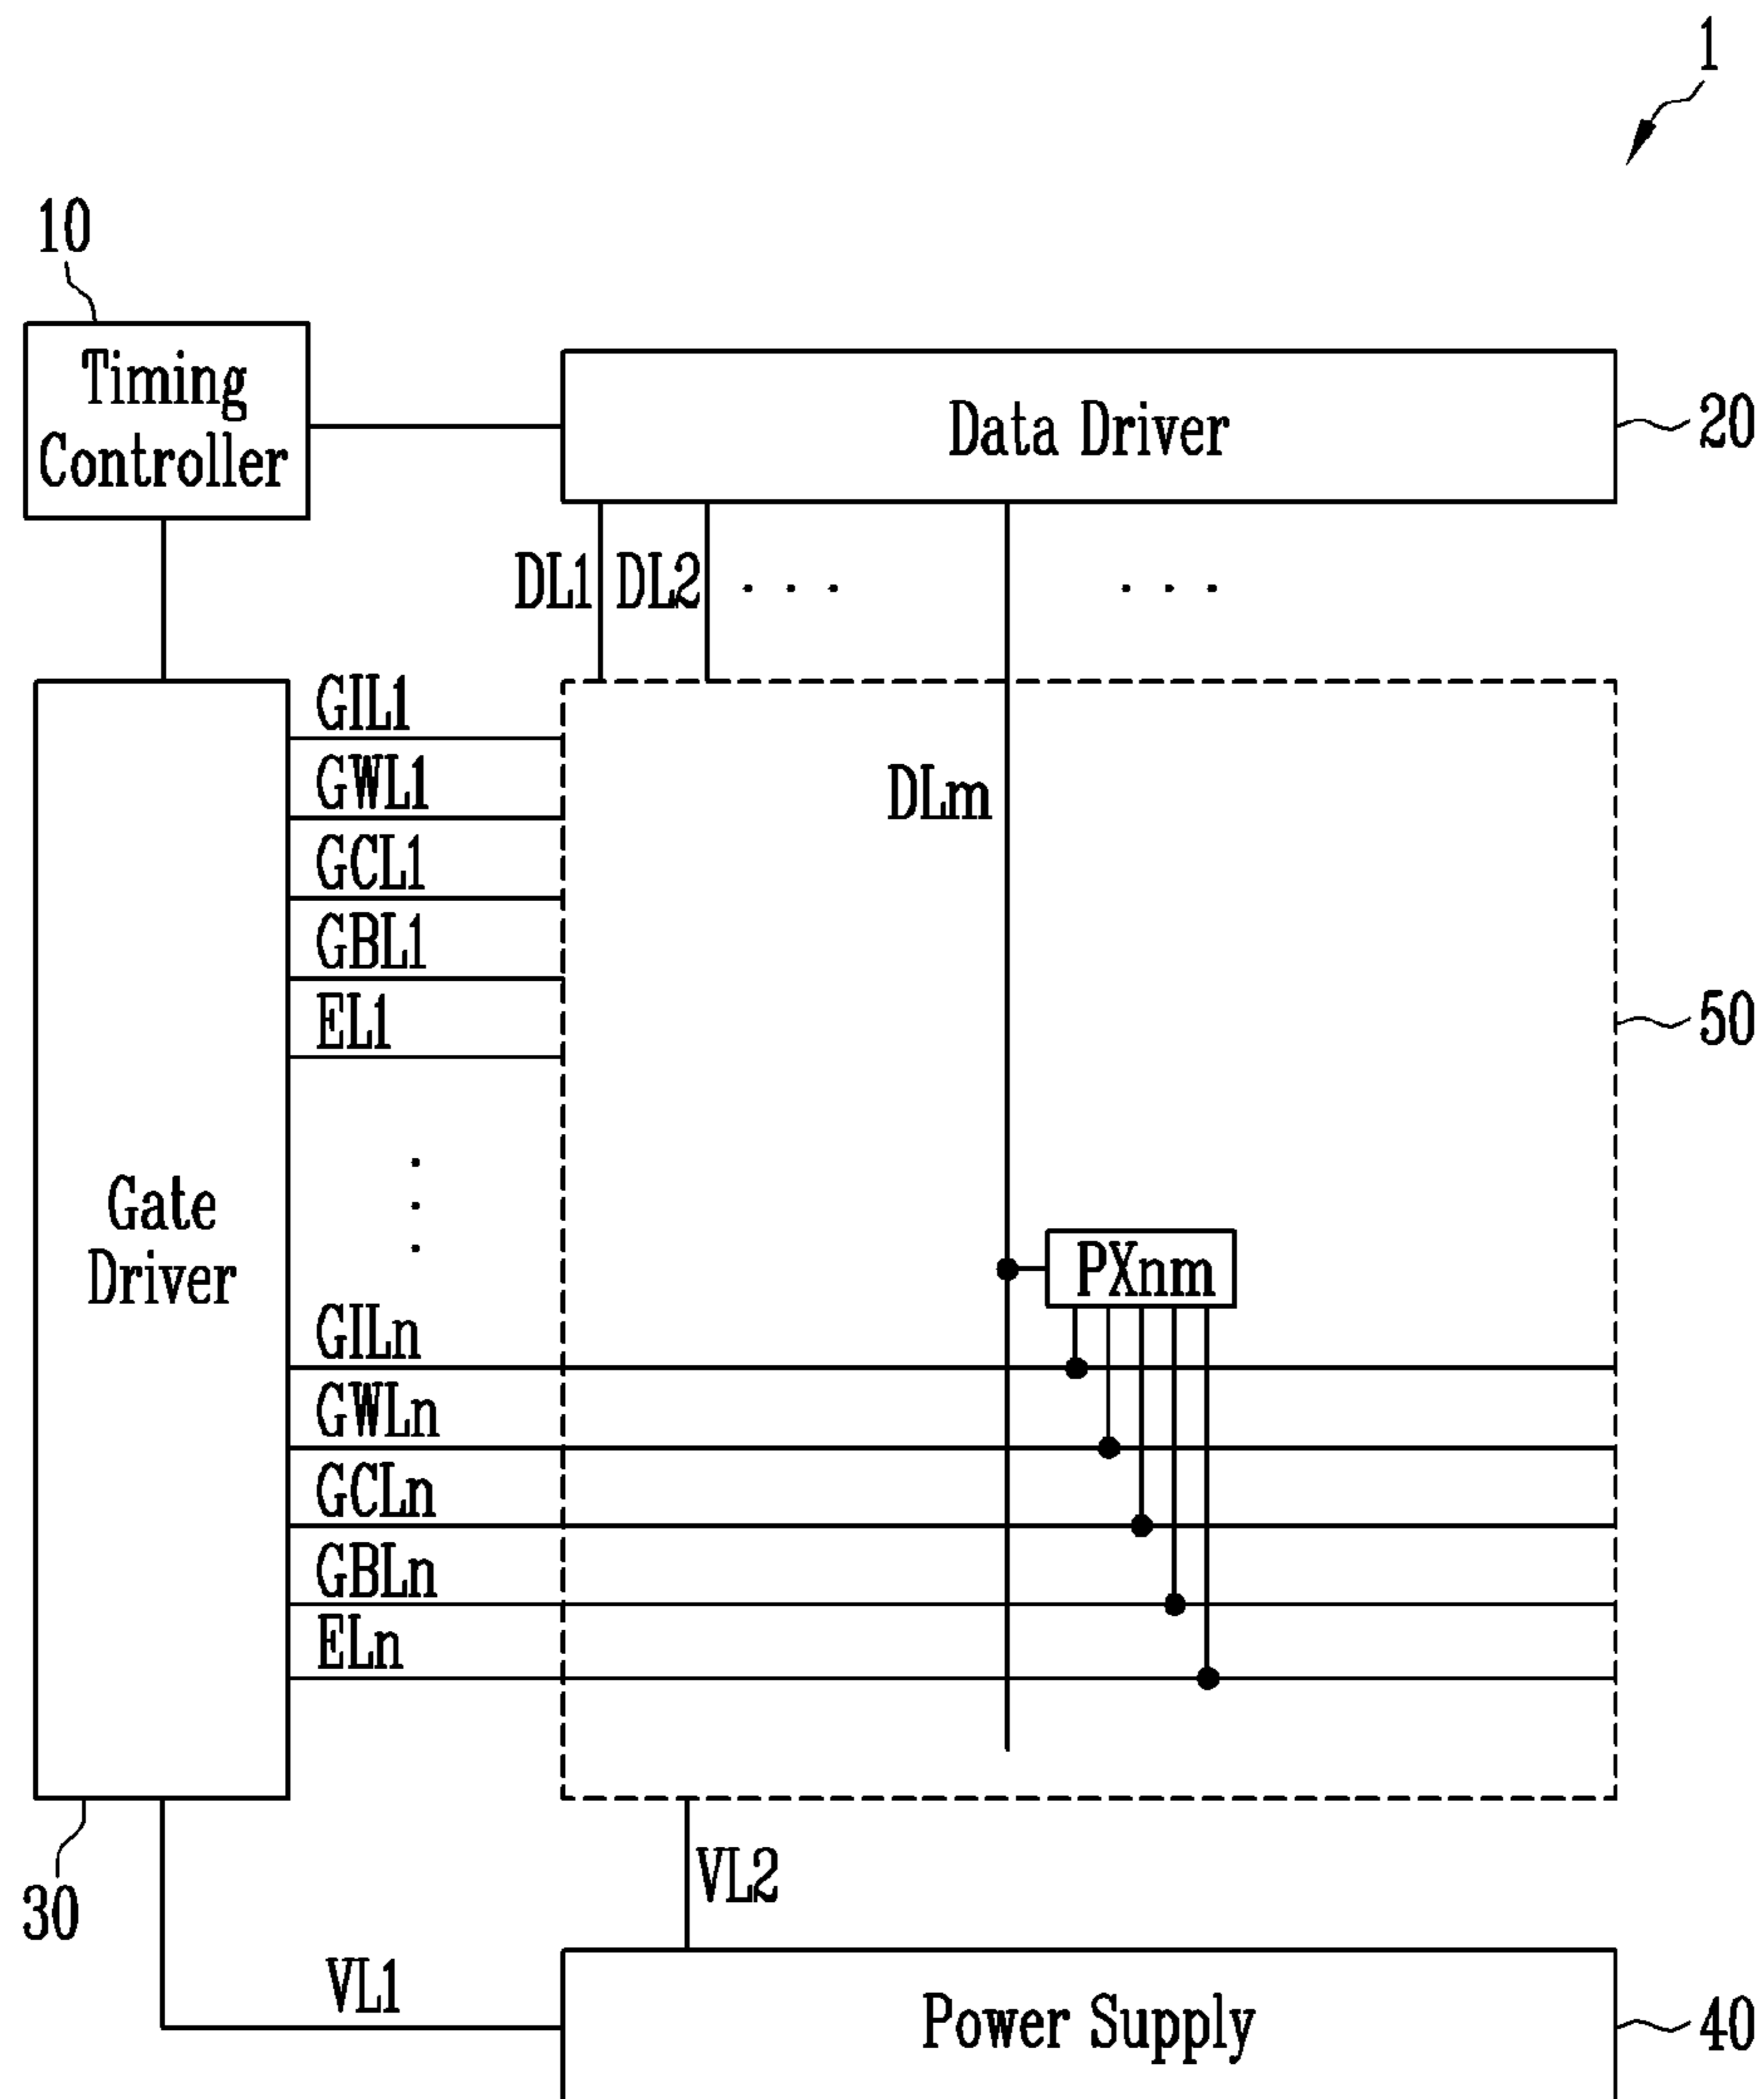 1
10
Timing
Controller
Data Driver
20
DL1
DL2
. . .
. . .
GIL1
GWL1
DLm
GCL1
GBL1
50
EL1
Gate
Driver
PXnm
GILn
GWLn
GCLn
GBLn
ELn
VL2
30
VL1
Power Supply
40